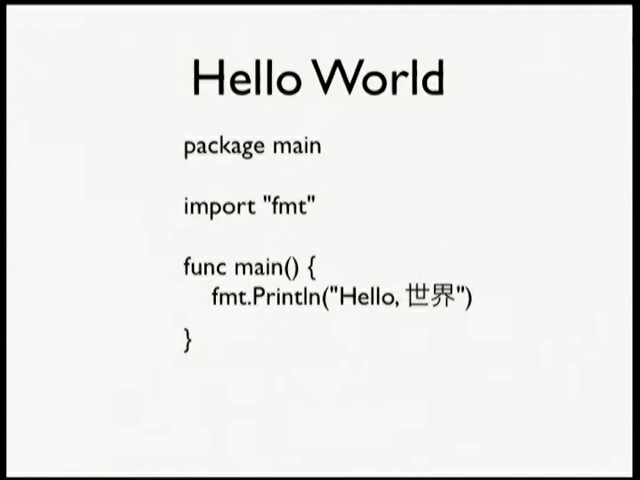 Hello World
package main
import "fmt"
func main() {
fmt.Println("Hello, 世界")
}